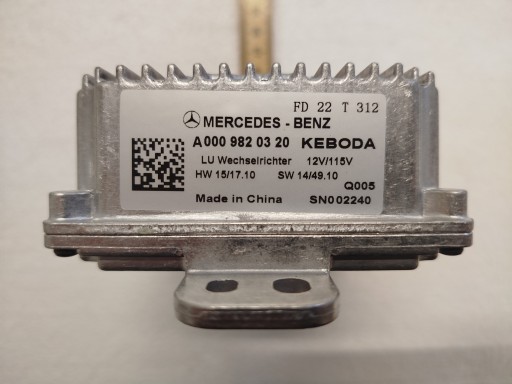 FD 22 T 312
MERCEDES - BENZ
A 000 982 03 20 KEBODA
LU Wechselrichter 12V/115V
HW 15/17.10 SW 14/49.10
Q005
Made in China SN002240